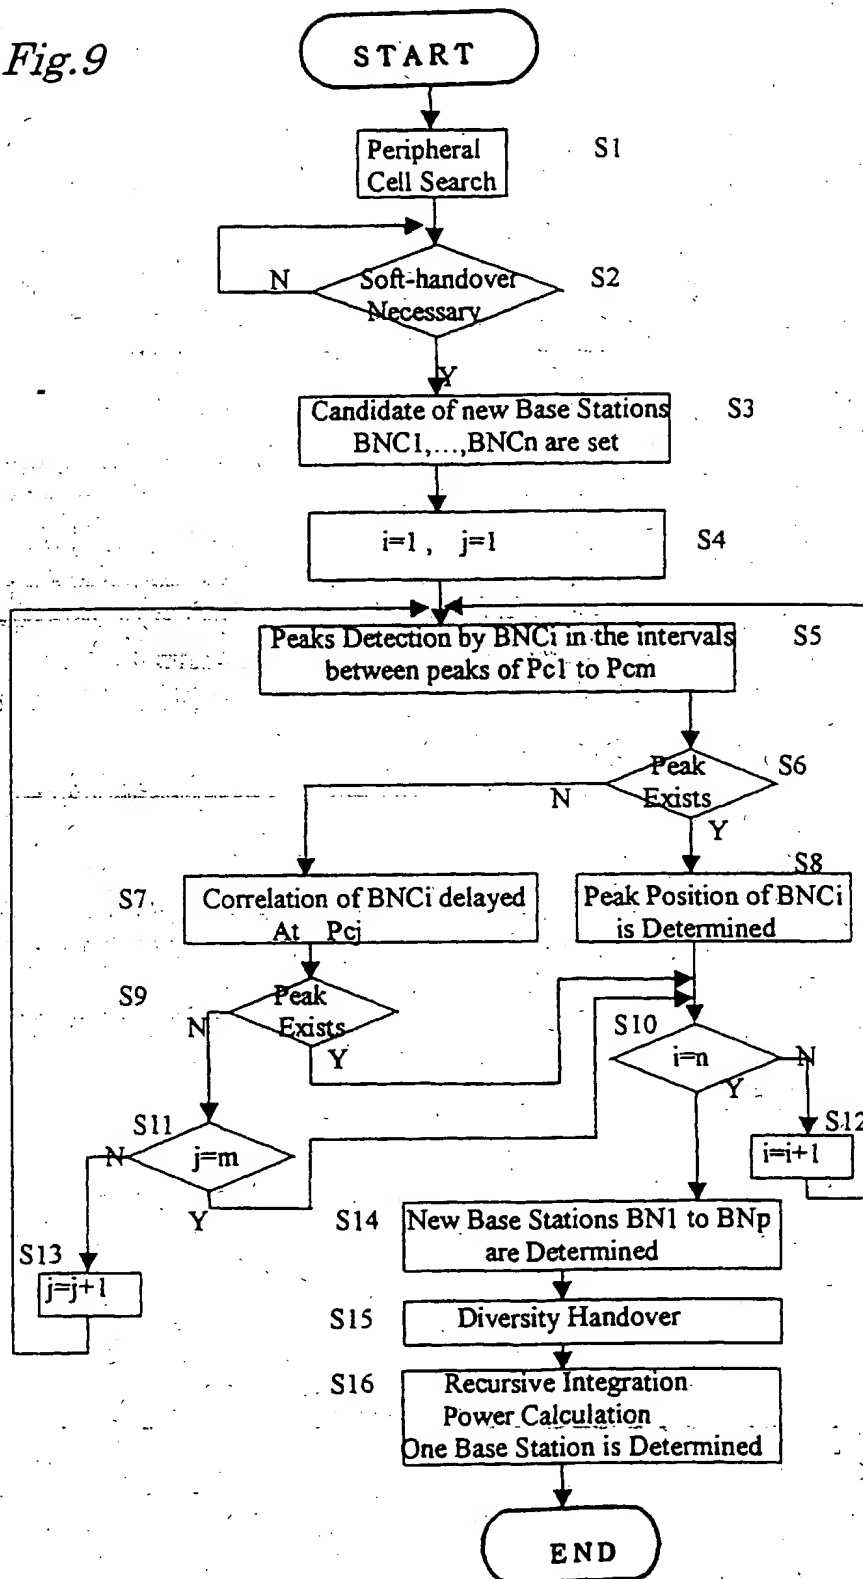 Fig.9
START
Peripheral
Cell Search
S1
N
Soft-handover
Necessary
S2
Y
Candidate of new Base Stations
BNC1,...,BNCn are set
S3
i=1 , j=1
S4
Peaks Detection by BNCi in the intervals
between peaks of Pc1 to Pcm
S5
Peak
Exists
S6
N
Y
S8
S7
Correlation of BNCi delayed
At Pcj
Peak Position of BNCi
is Determined
S9
Peak
Exists
N
Y
S10
i=n
N
Y
S11
N
j=m
Y
S12
i=i+1
S13
j=j+1
S14
New Base Stations BN1 to BNp
are Determined
S15
Diversity Handover
S16
Recursive Integration
Power Calculation
One Base Station is Determined
END